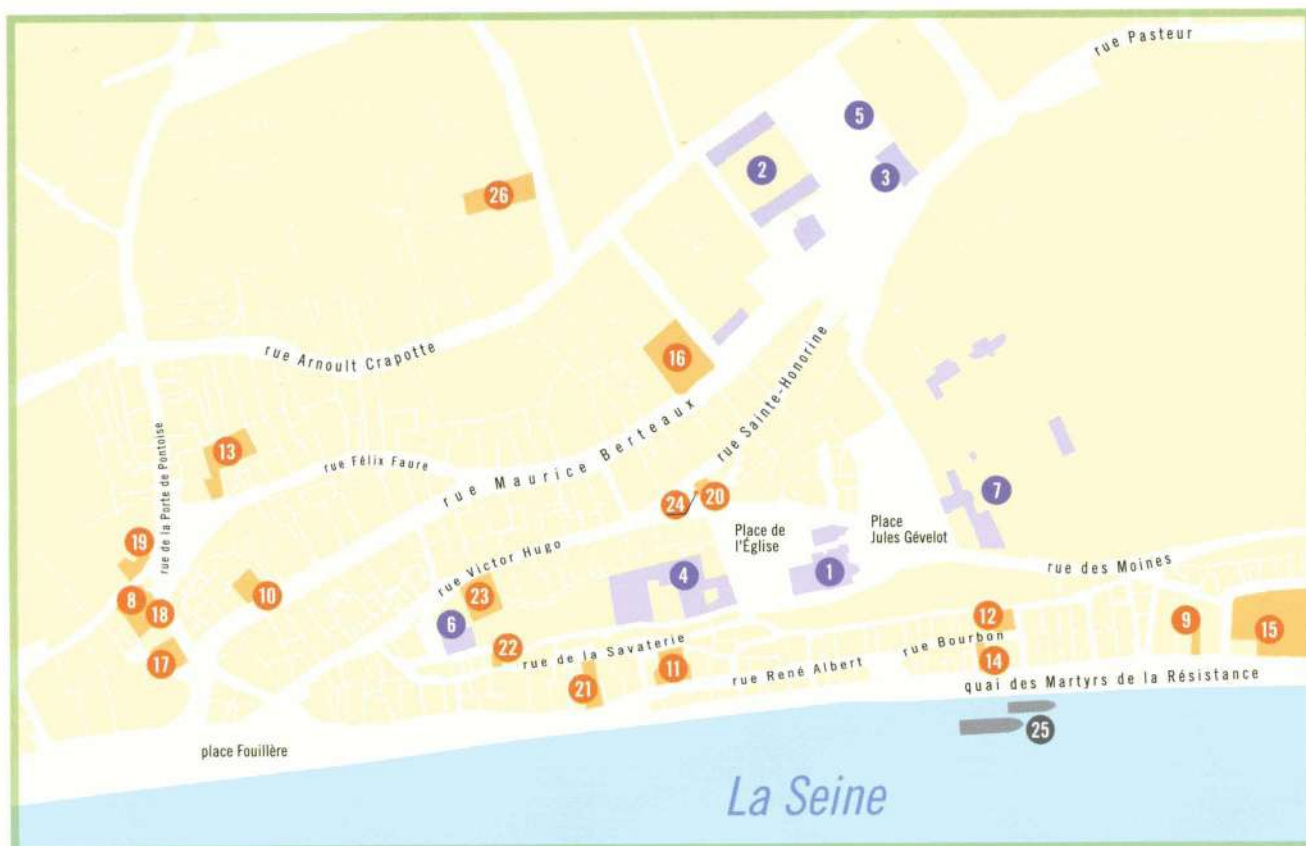 rue Pasteur
5
2
3
26
rue Arnoult Crapotte
16
rue Maurice Berteaux
rue Sainte-Honorine
13
rue Félix Faure
rue de la Porte de Pontoise
7
24
20
Place de
l'Église
Place
Jules Gévelot
19
rue Victor Hugo
rue des Moines
4
1
8
18
10
23
6
12
9
15
22
rue de la Savaterie
rue Bourbon
17
11
14
21
rue René Albert
quai des Martyrs de la Résistance
25
place Fouillère
La Seine